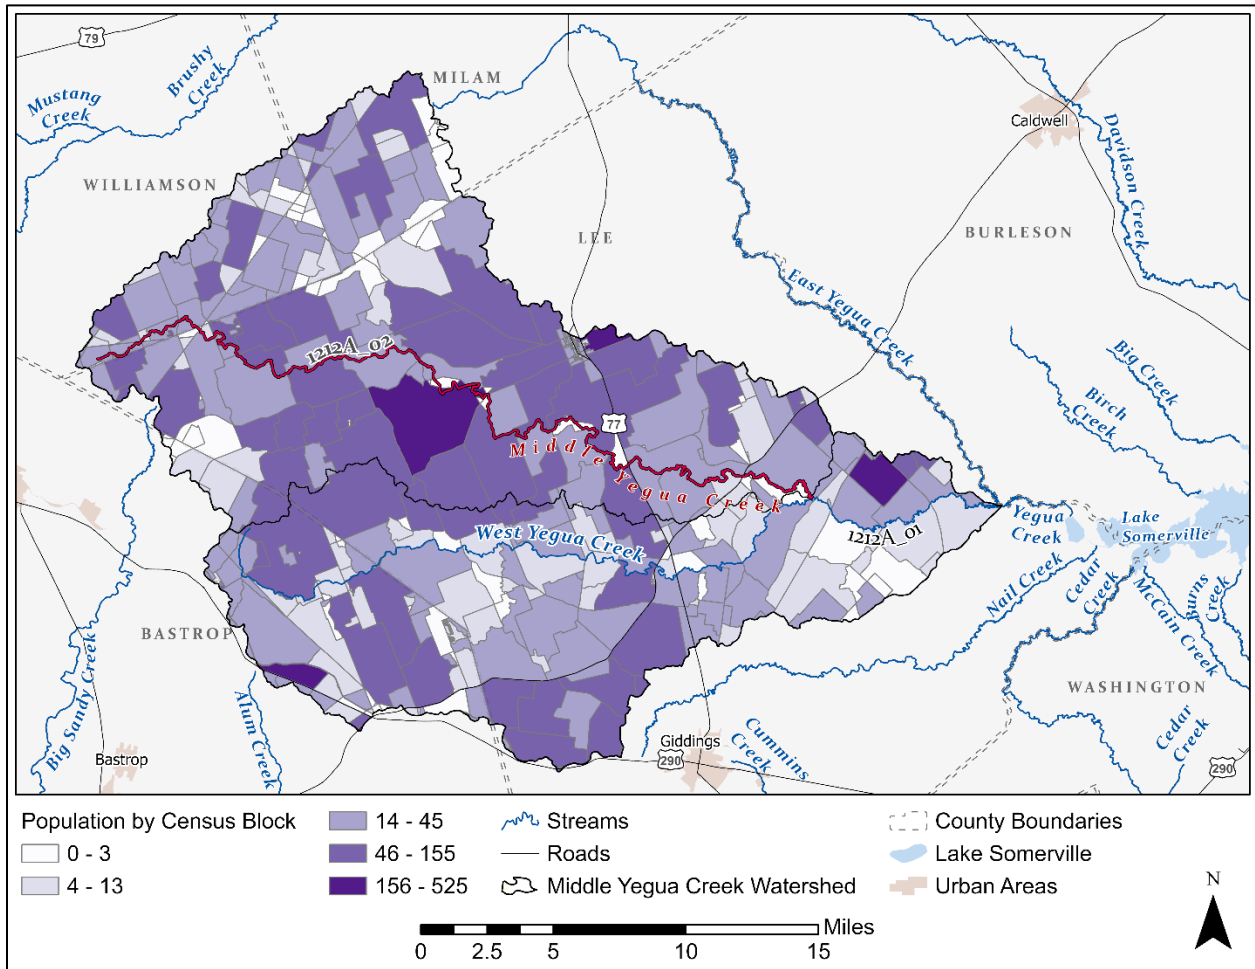 79
Brushy
Creek
Mustang
Creek
MILAM
WILLIAMSON
Caldwell
Davidson Creek
LEE
BURLESON
East Yegua Creek
1212A_02
Big
Creek
Birch
Creek
77
Middle Yegua Creek
West Yegua Creek
1212A_01
Yegua
Creek
Lake
Somerville
Nail Creek
Cedar
Creek
McCain Creek
Burns
Creek
BASTROP
Big Sandy Creek
Alum Creek
WASHINGTON
Cedar
Creek
Bastrop
Giddings
290
Cummins
Creek
290
Population by Census Block
0 - 3
4 - 13
14 - 45
46 - 155
156 - 525
Streams
Roads
Middle Yegua Creek Watershed
County Boundaries
Lake Somerville
Urban Areas
Miles
0 2.5 5 10 15
N